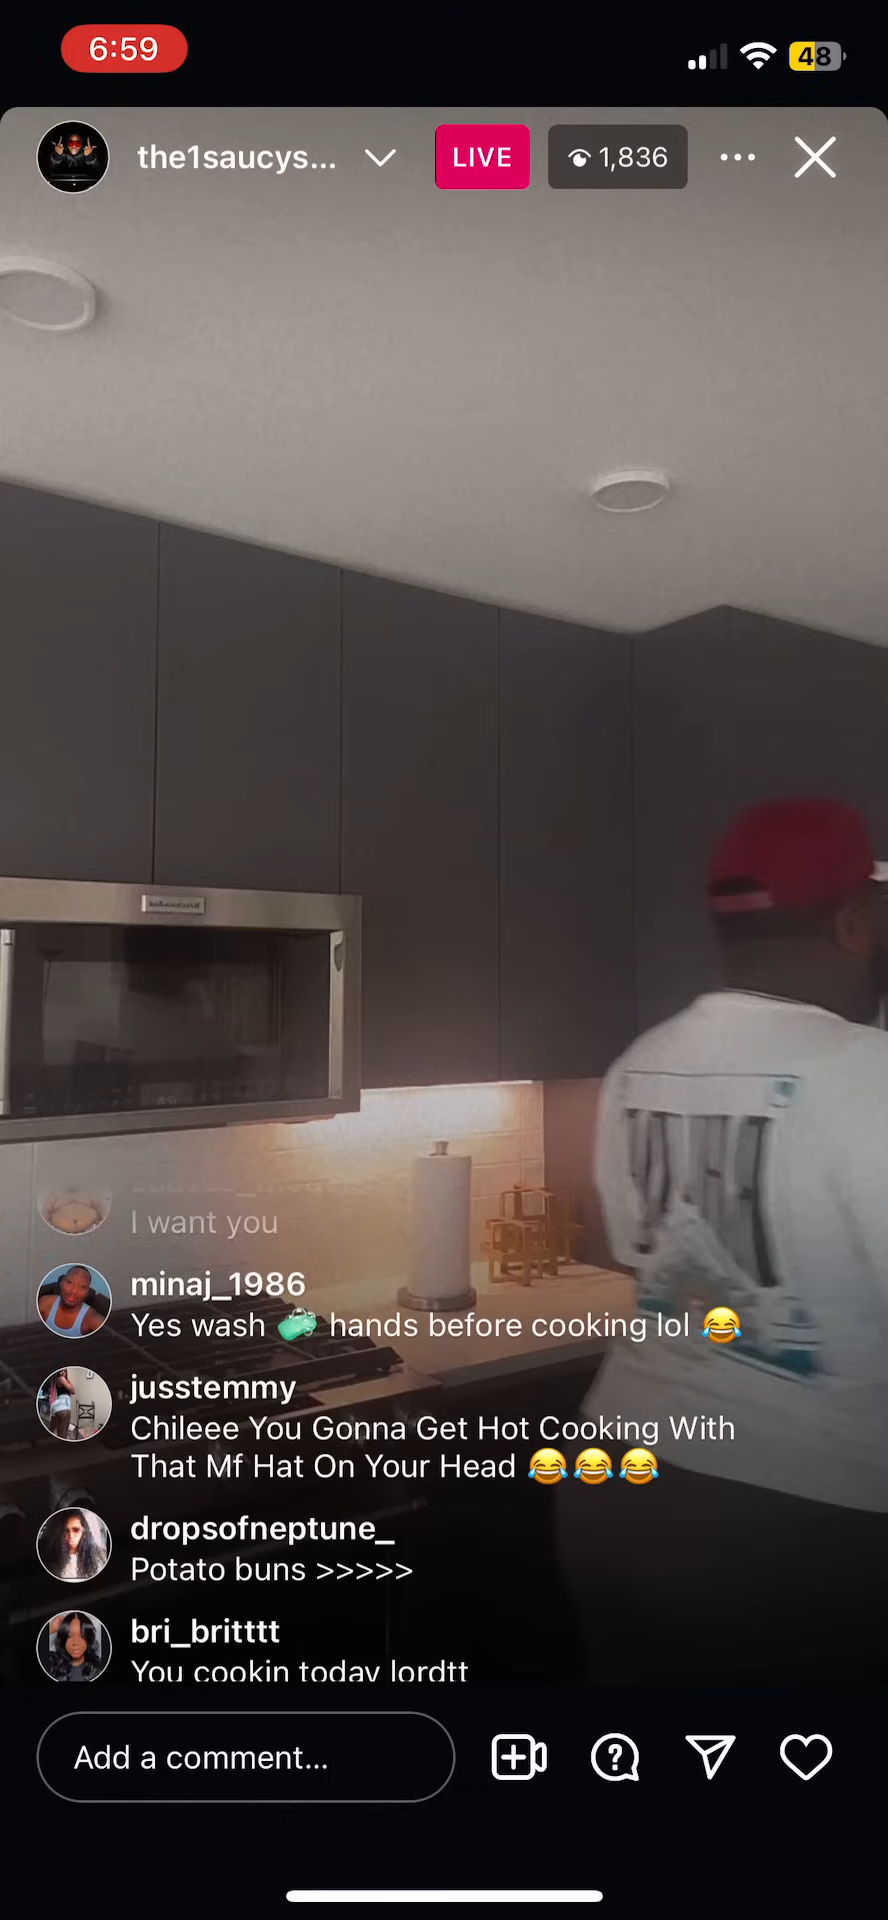 6:59
48
the1saucys...
LIVE
1,836
I want you
minaj_1986
Yes wash 🧼 hands before cooking lol 😂
jusstemmy
Chileee You Gonna Get Hot Cooking With
That Mf Hat On Your Head 😂😂😂
dropsofneptune_
Potato buns >>>>>
bri_britttt
You cookin today lordtt
Add a comment...